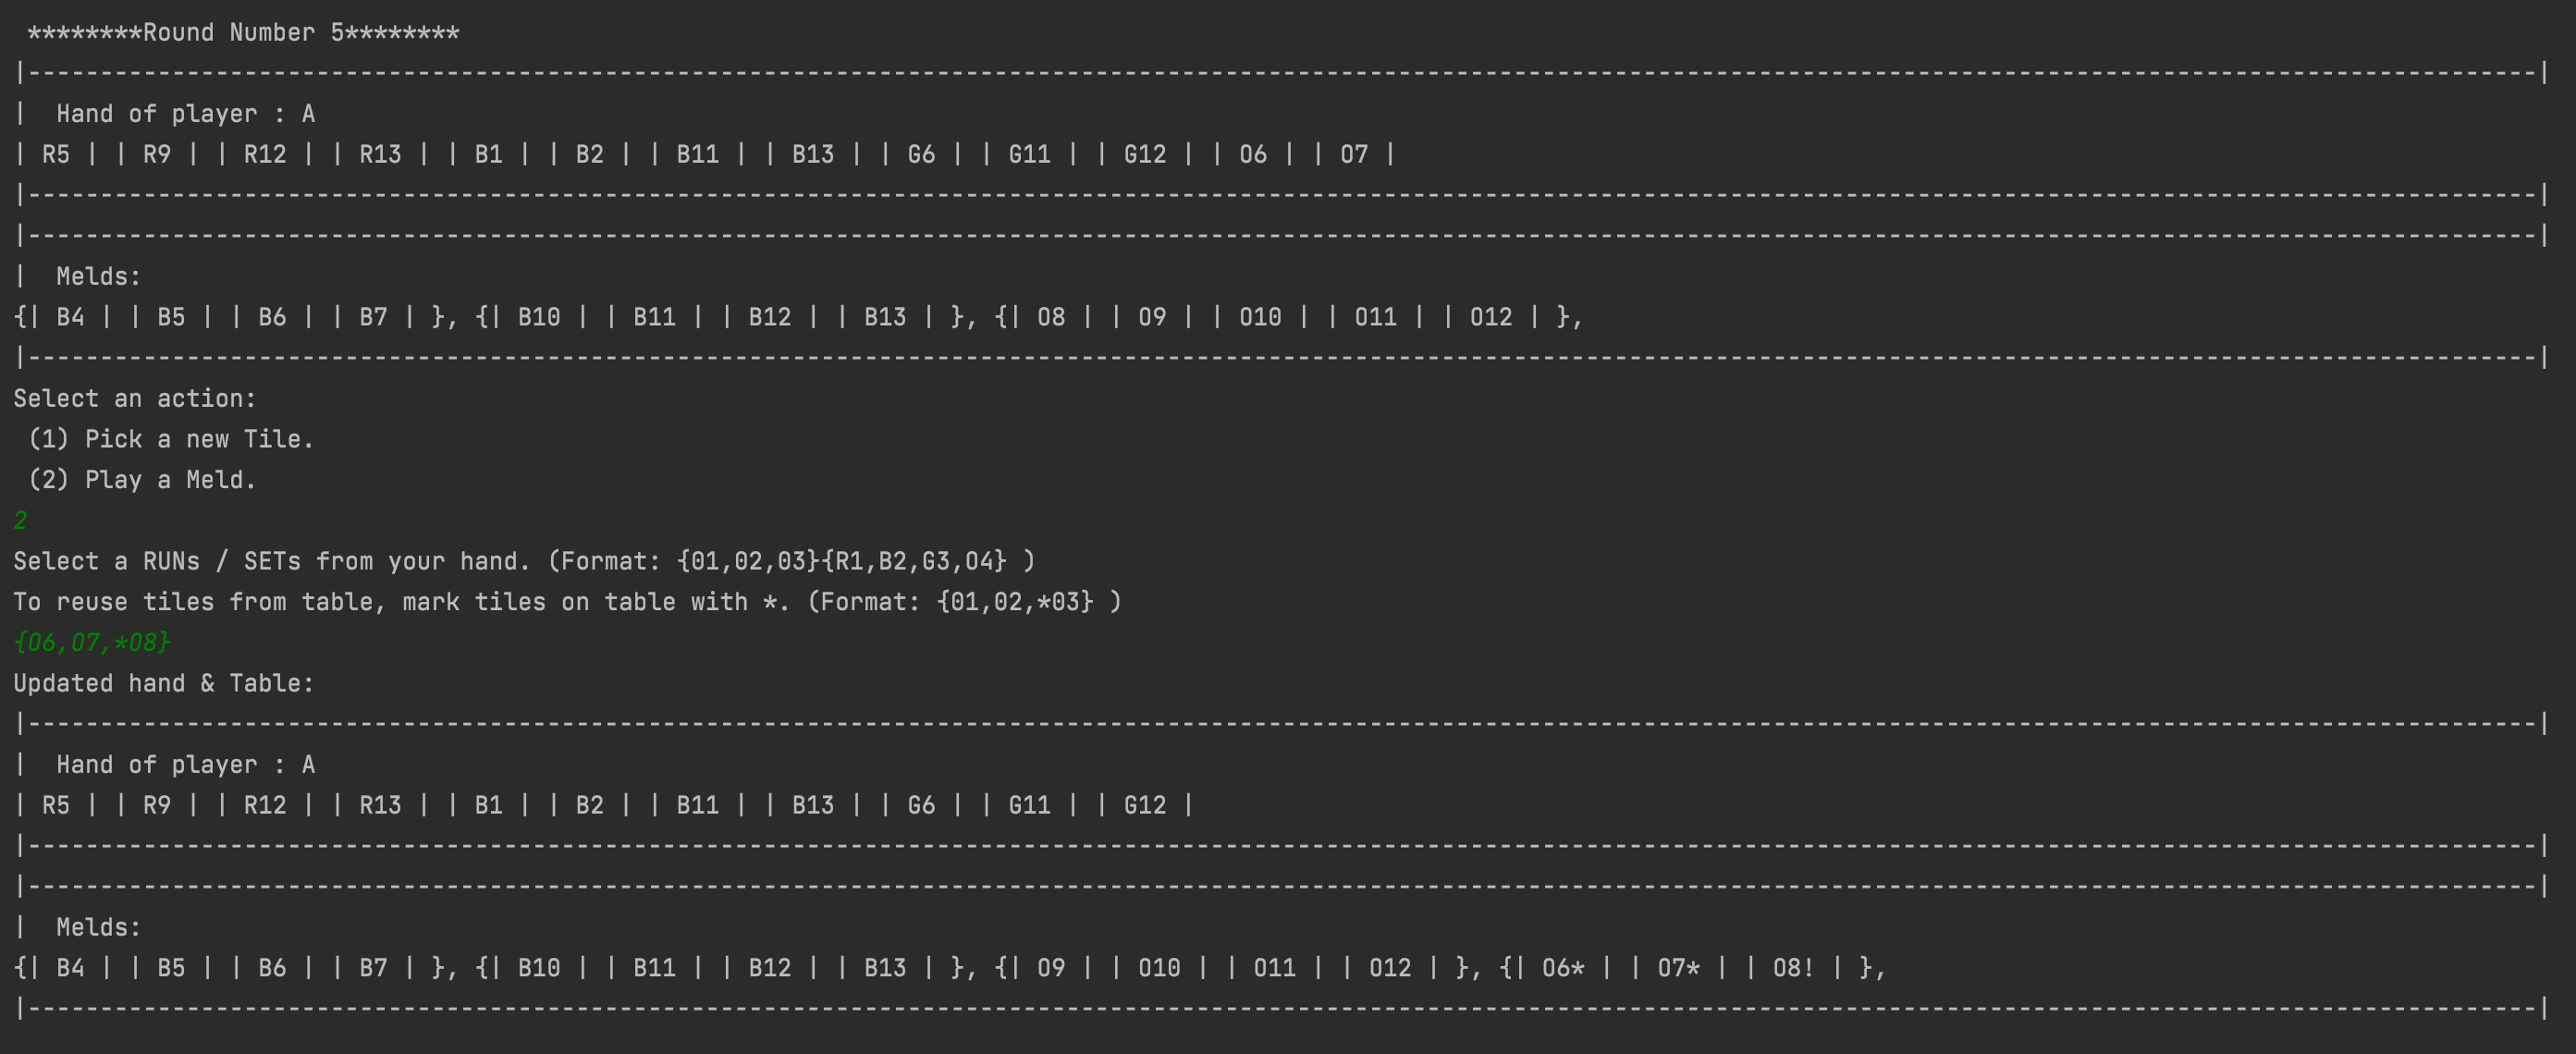 ********Round Number 5********
|------------------------------------------------------------------------------------------------------------------------------------------------------------------------------|
|  Hand of player : A
| R5 | | R9 | | R12 | | R13 | | B1 | | B2 | | B11 | | B13 | | G6 | | G11 | | G12 | | O6 | | O7 |
|------------------------------------------------------------------------------------------------------------------------------------------------------------------------------|
|------------------------------------------------------------------------------------------------------------------------------------------------------------------------------|
|  Melds:
{| B4 | | B5 | | B6 | | B7 | }, {| B10 | | B11 | | B12 | | B13 | }, {| O8 | | O9 | | O10 | | O11 | | O12 | },
|------------------------------------------------------------------------------------------------------------------------------------------------------------------------------|
Select an action:
(1) Pick a new Tile.
(2) Play a Meld.
2
Select a RUNs / SETs from your hand. (Format: {O1,O2,O3}{R1,B2,G3,O4} )
To reuse tiles from table, mark tiles on table with *. (Format: {O1,O2,*O3} )
{O6,O7,*O8}
Updated hand & Table:
|------------------------------------------------------------------------------------------------------------------------------------------------------------------------------|
|  Hand of player : A
| R5 | | R9 | | R12 | | R13 | | B1 | | B2 | | B11 | | B13 | | G6 | | G11 | | G12 |
|------------------------------------------------------------------------------------------------------------------------------------------------------------------------------|
|------------------------------------------------------------------------------------------------------------------------------------------------------------------------------|
|  Melds:
{| B4 | | B5 | | B6 | | B7 | }, {| B10 | | B11 | | B12 | | B13 | }, {| O9 | | O10 | | O11 | | O12 | }, {| O6* | | O7* | | O8! | },
|------------------------------------------------------------------------------------------------------------------------------------------------------------------------------|